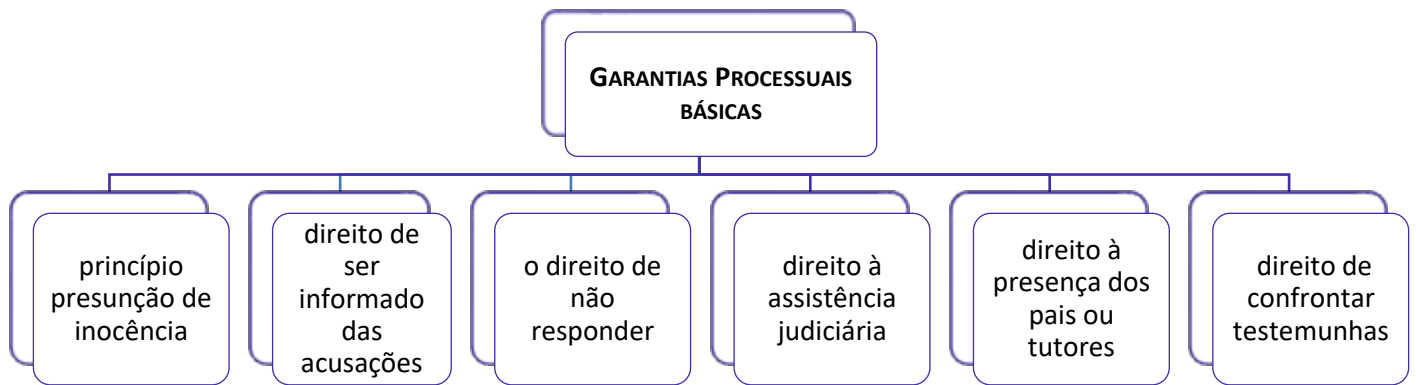 GARANTIAS PROCESSUAIS
BÁSICAS
princípio
presunção de
inocência
direito de
ser
informado
das
acusações
o direito de
não
responder
direito à
assistência
judiciária
direito à
presença dos
pais ou
tutores
direito de
confrontar
testemunhas